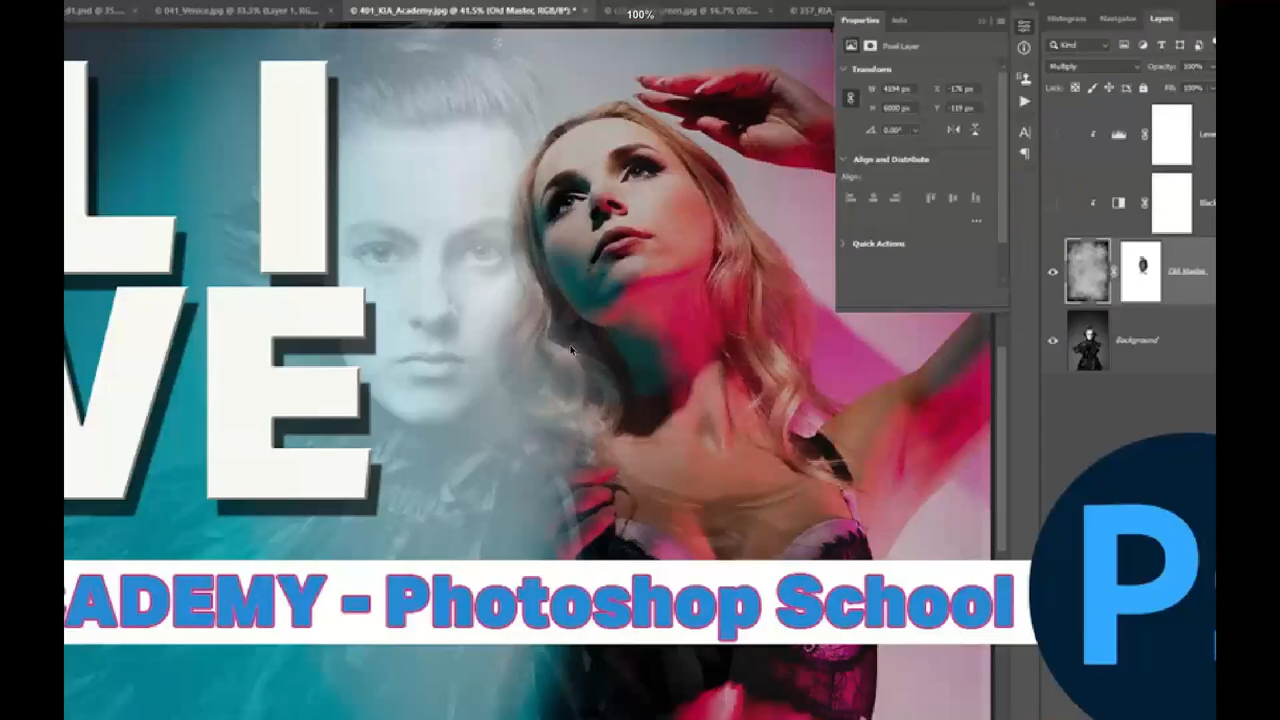 041_Venice.jpg @ 33,3% (Layer 1, RG...
© 401_KIA_Academy.jpg @ 41,5% (Old Master, RGB/8*) *
100%
Properties
Info
Histogram
Navigator
Layers
Pixel Layer
Kind
Transform
Multiply
Opacity: 100%
W 4194 px
X -176 px
Lock:
Fill: 100%
H 6000 px
Y -119 px
0,00°
Align and Distribute
Align:
Quick Actions
Old Master
Background
LI
VE
CADEMY - Photoshop School
P